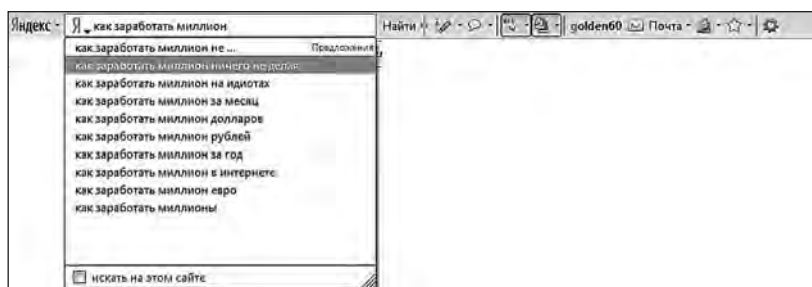 Яндекс Я как заработать миллион Найти golden60 Почта
как заработать миллион не ... Предложения
как заработать миллион ничего не делая
как заработать миллион на идиотах
как заработать миллион за месяц
как заработать миллион долларов
как заработать миллион рублей
как заработать миллион за год
как заработать миллион в интернете
как заработать миллион евро
как заработать миллионы
искать на этом сайте